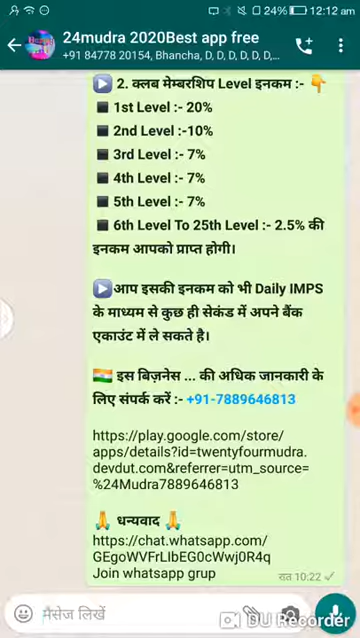 24% 12:12 am
24mudra 2020Best app free
+91 84778 20154, Bhancha, D, D, D, D, D, D,...
2. क्लब मेम्बरशिप Level इनकम :-
1st Level :- 20%
2nd Level :-10%
3rd Level :- 7%
4th Level :- 7%
5th Level :- 7%
6th Level To 25th Level :- 2.5% की
इनकम आपको प्राप्त होगी।
आप इसकी इनकम को भी Daily IMPS
के माध्यम से कुछ ही सेकंड में अपने बैंक
एकाउंट में ले सकते है।
इस बिज़नेस ... की अधिक जानकारी के
लिए संपर्क करें :- +91-7889646813
https://play.google.com/store/
apps/details?id=twentyfourmudra.
devdut.com&referrer=utm_source=
%24Mudra7889646813
धन्यवाद
https://chat.whatsapp.com/
GEgoWVFrLIbEG0cWwj0R4q
Join whatsapp grup
रात 10:22
मैसेज लिखें
DU Recorder